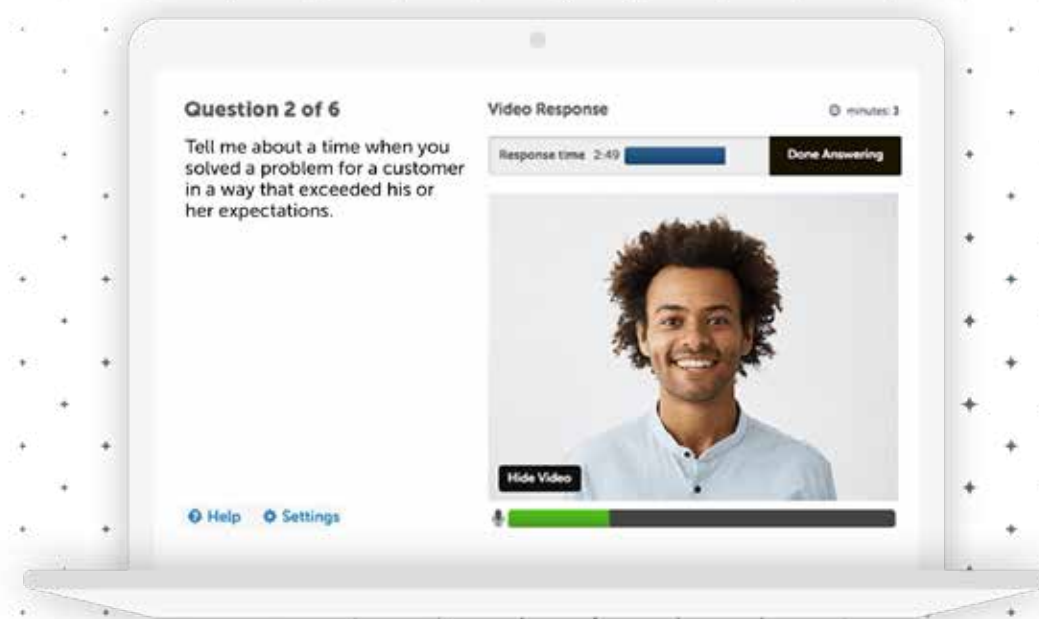 Question 2 of 6
Tell me about a time when you
solved a problem for a customer
in a way that exceeded his or
her expectations.
Help Settings
Video Response minutes: 3
Response time 2:49 Done Answering
Hide Video